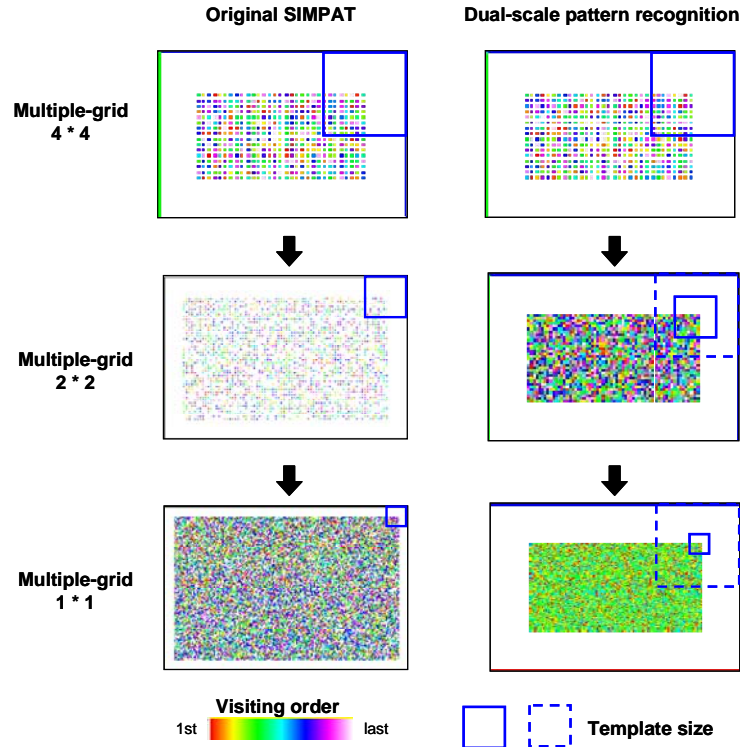 Original SIMPAT
Dual-scale pattern recognition
Multiple-grid
4 * 4
Multiple-grid
2 * 2
Multiple-grid
1 * 1
Visiting order
1st
last
Template size